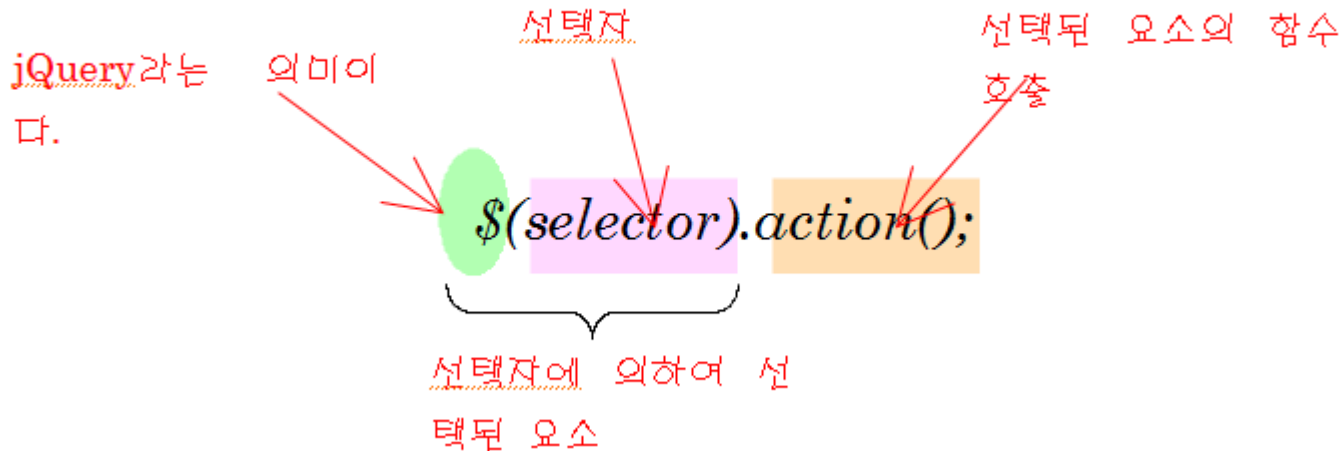 jQuery라는 의미이
다.
선택자
선택된 요소의 함수
호출
$(selector).action();
선택자에 의하여 선
택된 요소